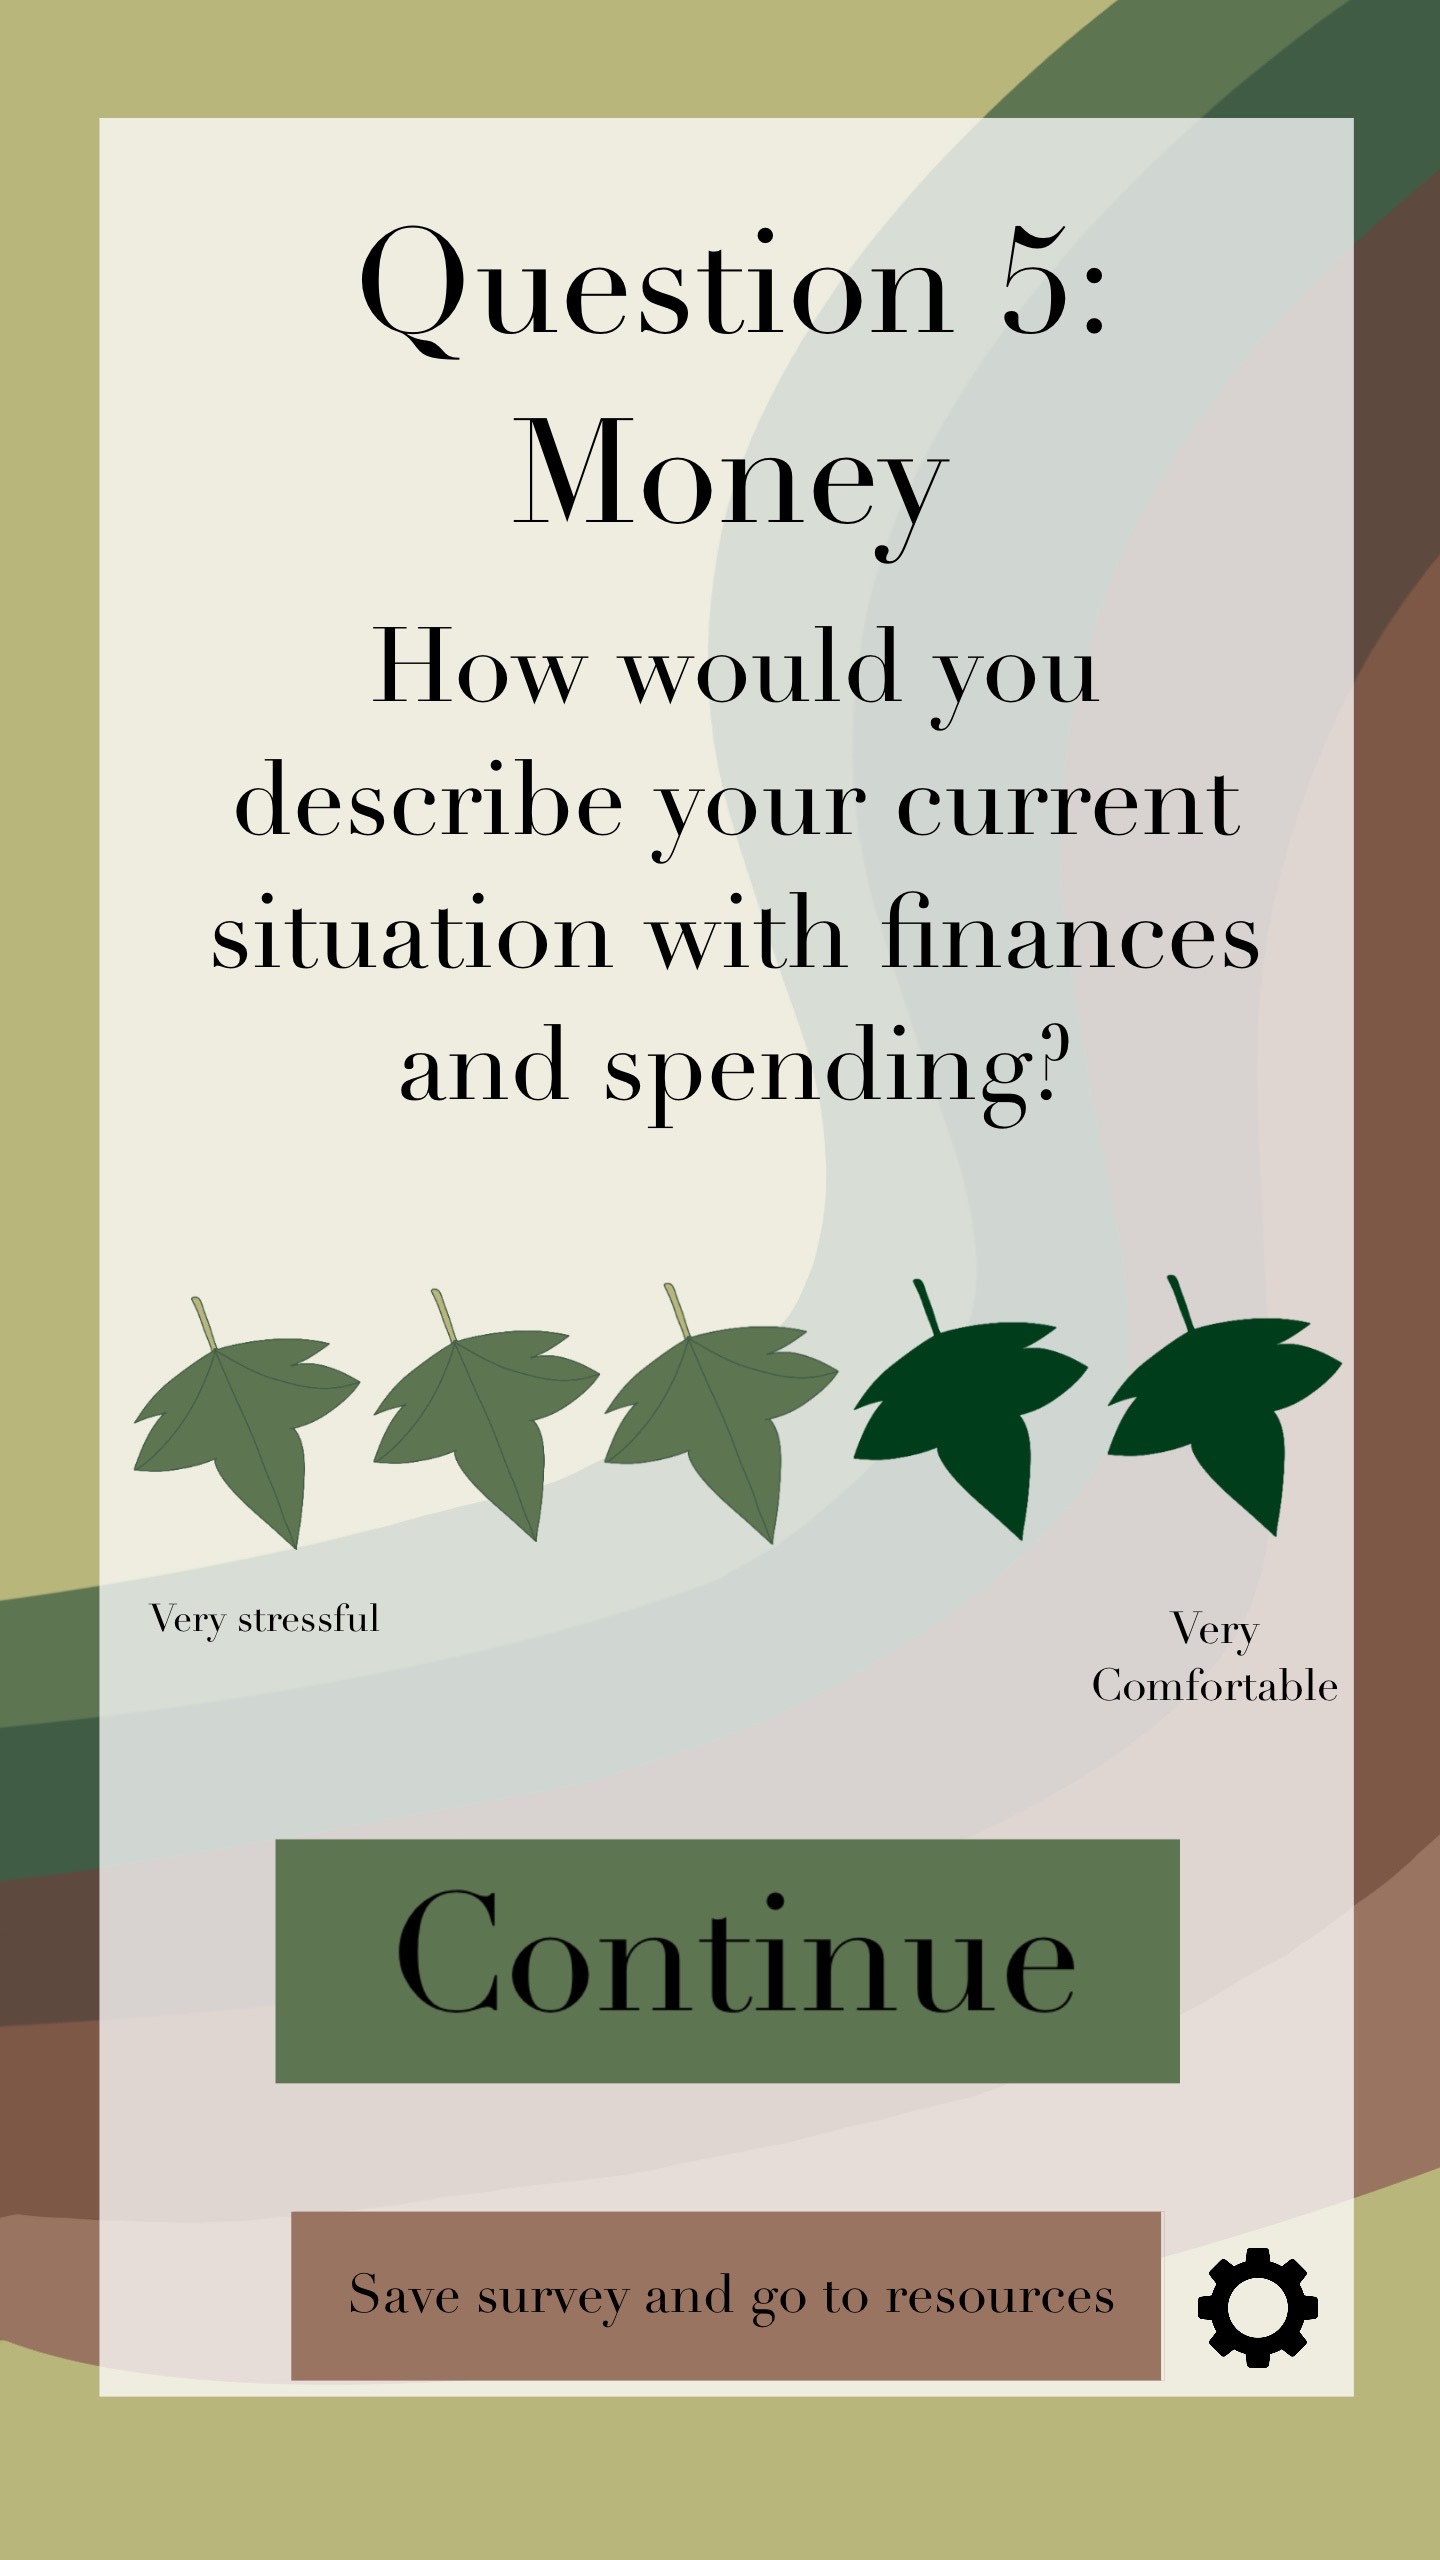 Question 5:
Money
How would you
describe your current
situation with finances
and spending?
Very stressful
Very
Comfortable
Continue
Save survey and go to resources